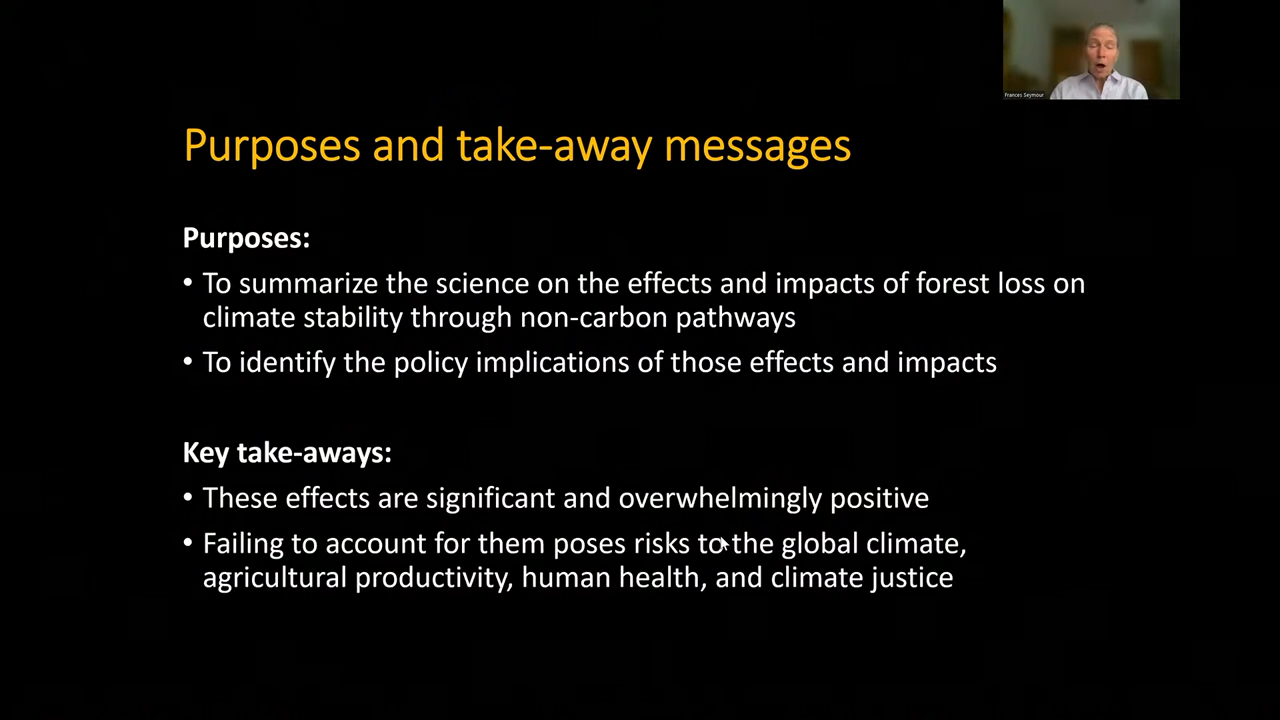 Frances Seymour
Purposes and take-away messages
Purposes:
• To summarize the science on the effects and impacts of forest loss on
climate stability through non-carbon pathways
• To identify the policy implications of those effects and impacts
Key take-aways:
• These effects are significant and overwhelmingly positive
• Failing to account for them poses risks to the global climate,
agricultural productivity, human health, and climate justice